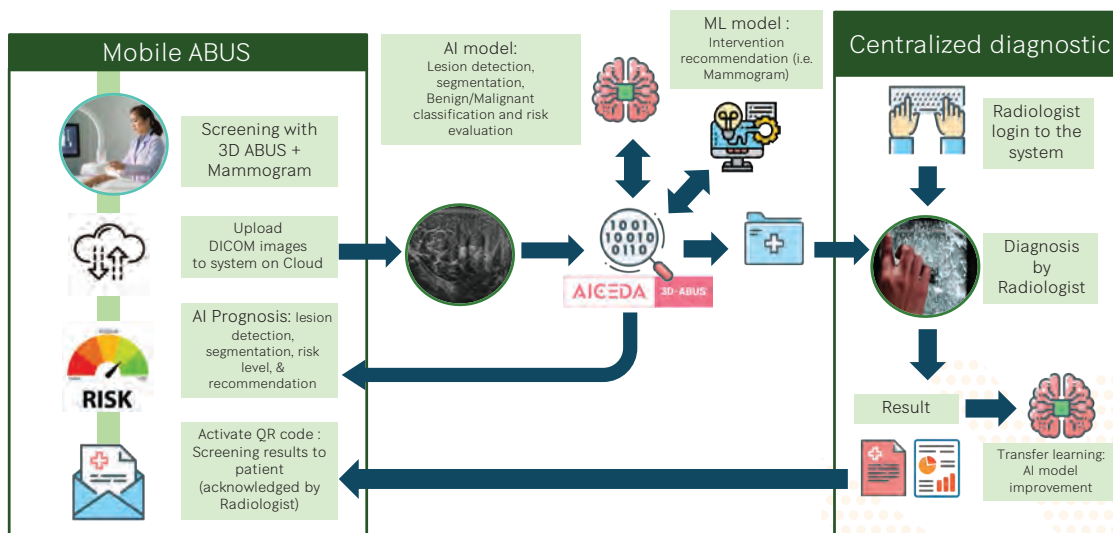 Mobile ABUS
Screening with
3D ABUS +
Mammogram
Upload
DICOM images
to system on Cloud
AI Prognosis: lesion
detection,
segmentation, risk
level, &
recommendation
RISK
Activate QR code :
Screening results to
patient
(acknowledged by
Radiologist)
AI model:
Lesion detection,
segmentation,
Benign/Malignant
classification and risk
evaluation
ML model :
Intervention
recommendation (i.e.
Mammogram)
1001
10010
0110
AICEDA 3D-ABUS
Centralized diagnostic
Radiologist
login to the
system
Diagnosis
by
Radiologist
Result
Transfer learning:
AI model
improvement